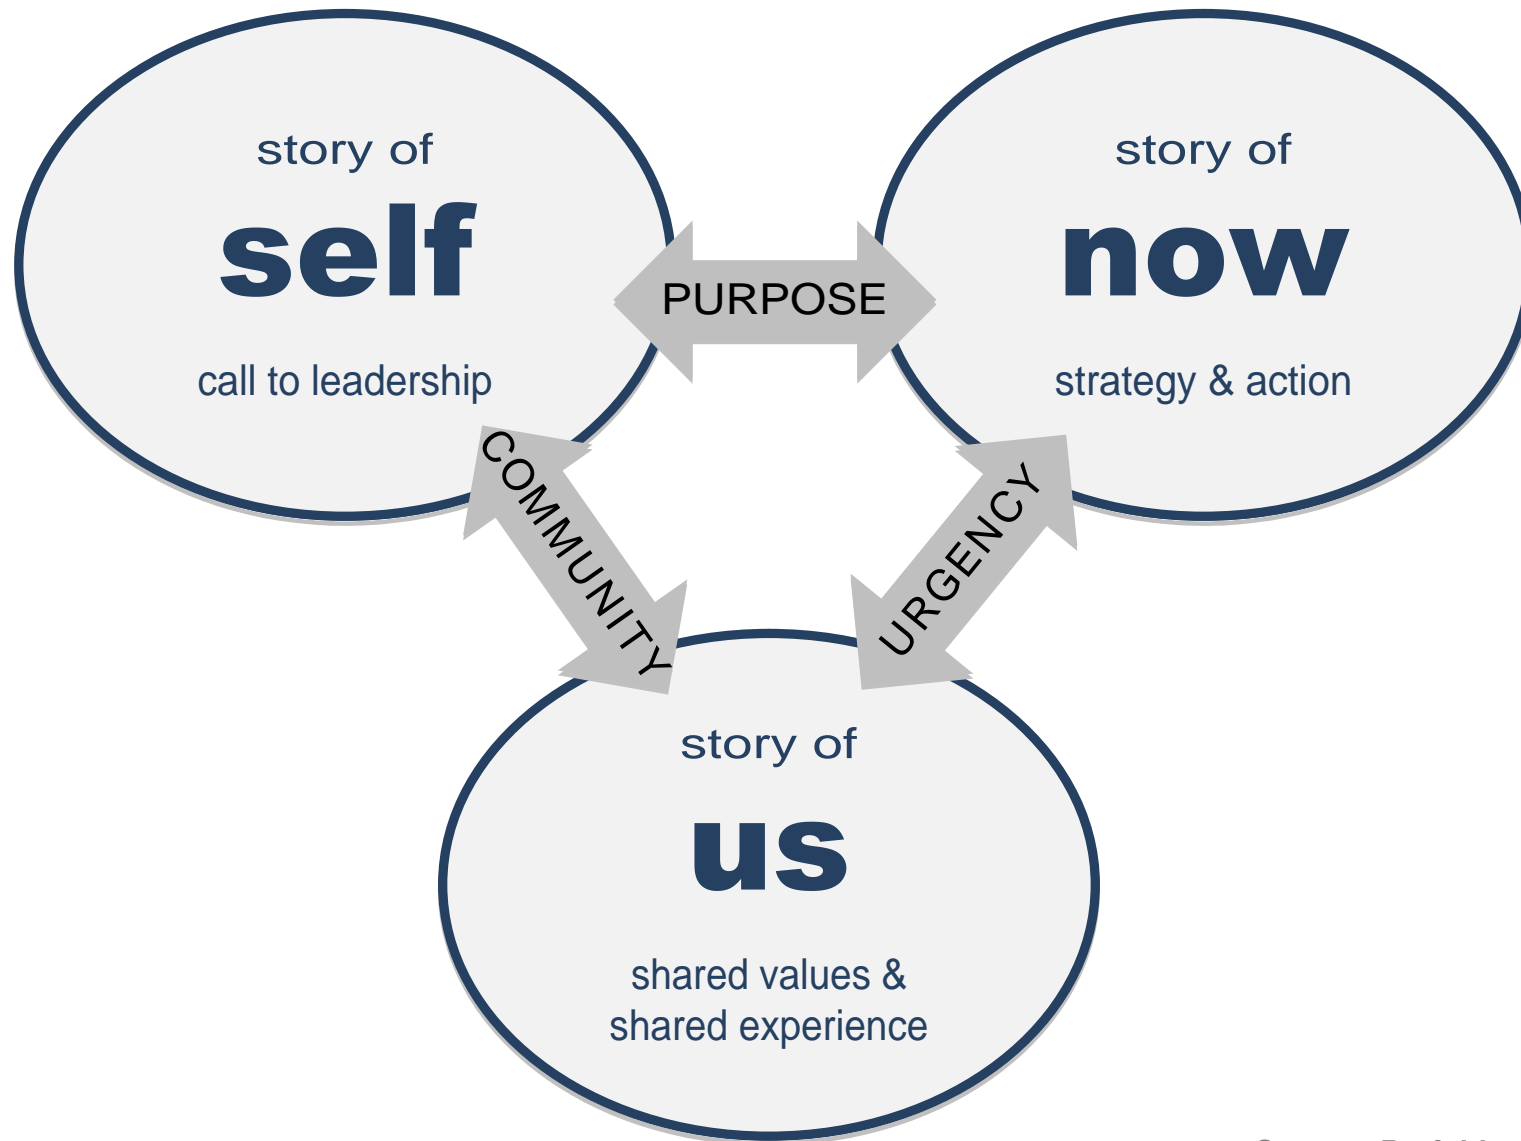 story of
self
call to leadership
story of
now
strategy & action
PURPOSE
COMMUNITY
URGENCY
story of
us
shared values &
shared experience